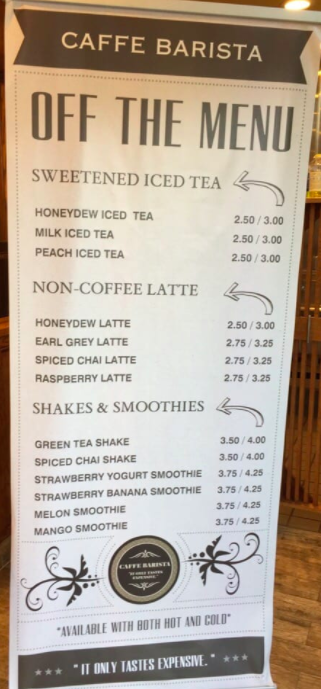 CAFFE BARISTA
OFF THE MENU
SWEETENED ICED TEA
HONEYDEW ICED TEA 2.50 / 3.00
MILK ICED TEA 2.50 / 3.00
PEACH ICED TEA 2.50 / 3.00
NON-COFFEE LATTE
HONEYDEW LATTE 2.50 / 3.00
EARL GREY LATTE 2.75 / 3.25
SPICED CHAI LATTE 2.75 / 3.25
RASPBERRY LATTE 2.75 / 3.25
SHAKES & SMOOTHIES
GREEN TEA SHAKE 3.50 / 4.00
SPICED CHAI SHAKE 3.50 / 4.00
STRAWBERRY YOGURT SMOOTHIE 3.75 / 4.25
STRAWBERRY BANANA SMOOTHIE 3.75 / 4.25
MELON SMOOTHIE 3.75 / 4.25
MANGO SMOOTHIE 3.75 / 4.25
CAFFE BARISTA
TASTES
EXPENSIVE.
"AVAILABLE WITH BOTH HOT AND COLD"
"IT ONLY TASTES EXPENSIVE."